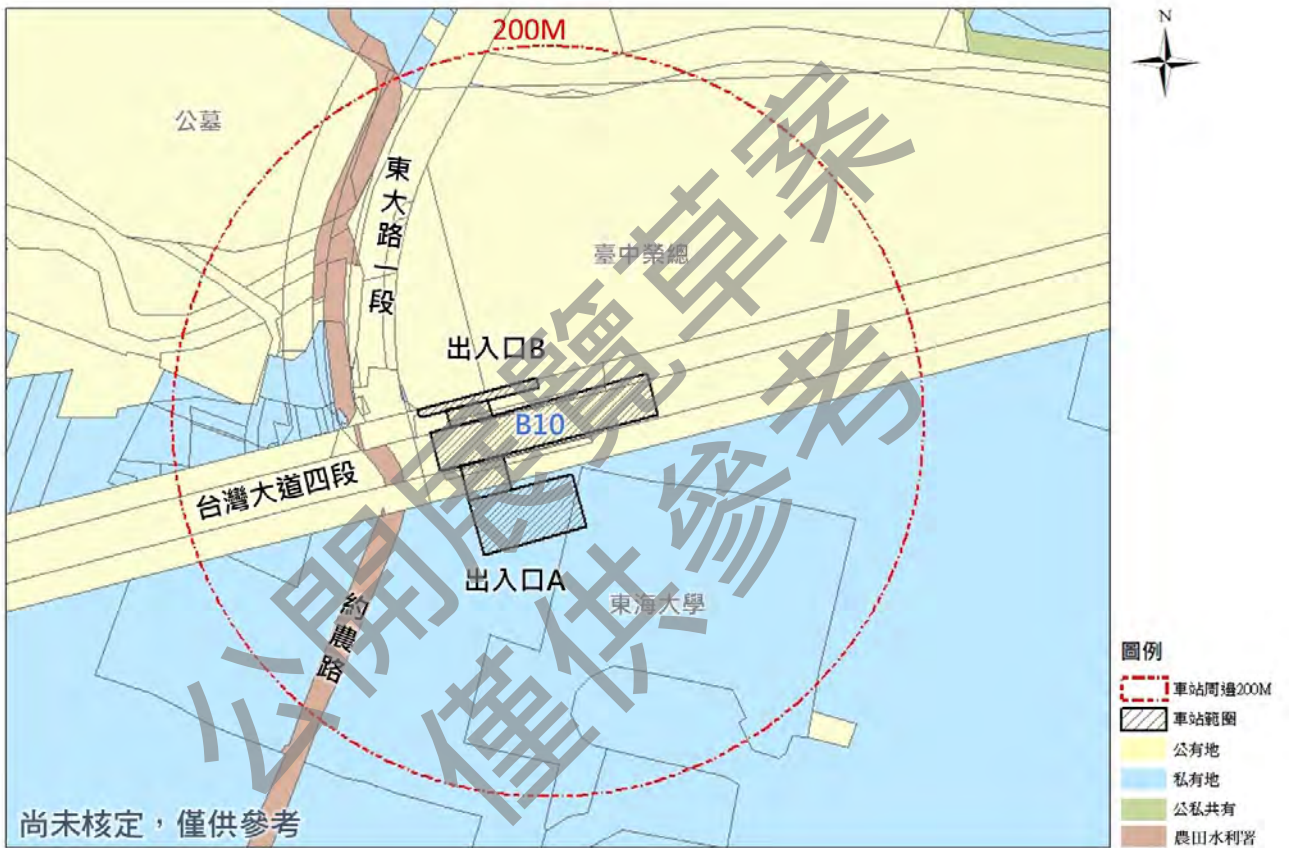 200M
N
公墓
東大路一段
臺中榮總
出入口B
B10
台灣大道四段
出入口A
東海大學
約農路
公開展覽草案
僅供參考
圖例
車站周邊200M
車站範圍
公有地
私有地
公私共有
農田水利署
尚未核定，僅供參考